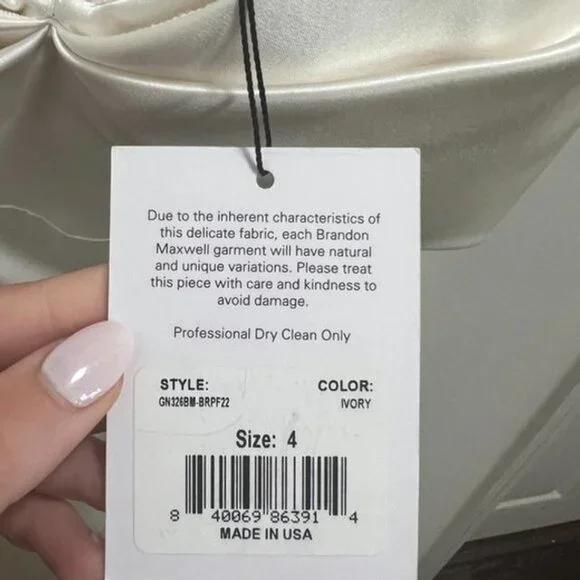 Due to the inherent characteristics of
this delicate fabric, each Brandon
Maxwell garment will have natural
and unique variations. Please treat
this piece with care and kindness to
avoid damage.
Professional Dry Clean Only
STYLE: COLOR:
GN326BM-BRPF22 IVORY
Size: 4
8 40069 86391 4
MADE IN USA